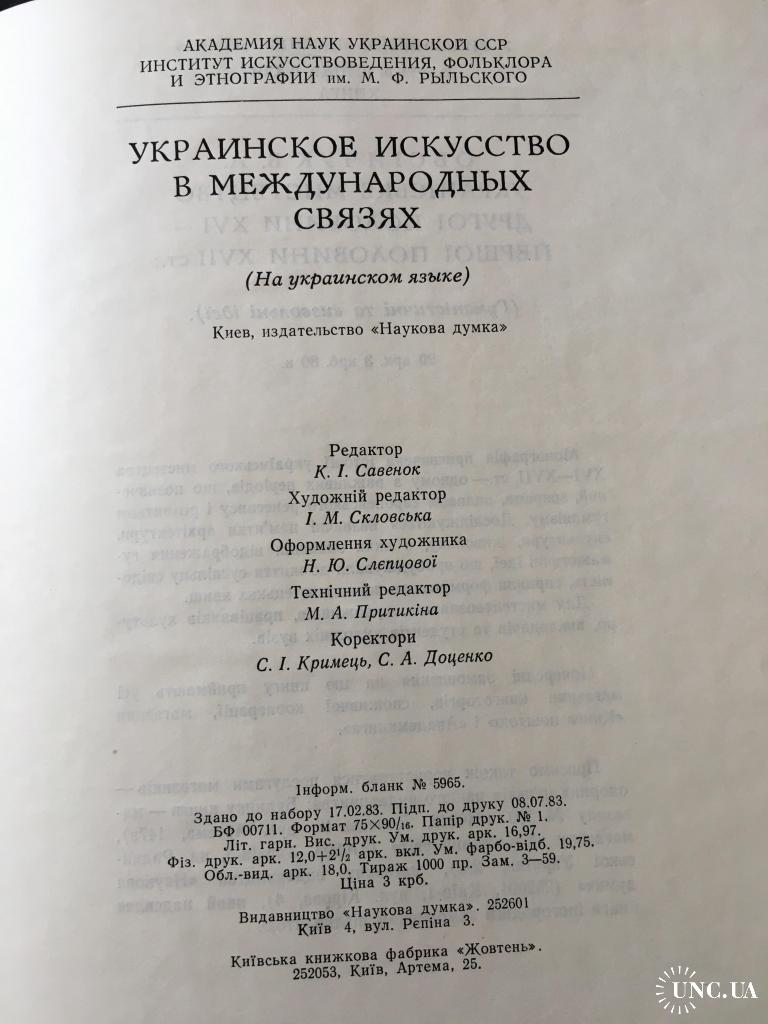 АКАДЕМИЯ НАУК УКРАИНСКОЙ ССР
ИНСТИТУТ ИСКУССТВОВЕДЕНИЯ, ФОЛЬКЛОРА
И ЭТНОГРАФИИ им. М. Ф. РЫЛЬСКОГО
УКРАИНСКОЕ ИСКУССТВО
В МЕЖДУНАРОДНЫХ
СВЯЗЯХ
(На украинском языке)
Киев, издательство «Наукова думка»
Редактор
К. І. Савенок
Художній редактор
І. М. Скловська
Оформлення художника
Н. Ю. Слєпцової
Технічний редактор
М. А. Притикіна
Коректори
С. І. Кримець, С. А. Доценко
Інформ. бланк № 5965.
Здано до набору 17.02.83. Підп. до друку 08.07.83.
БФ 00711. Формат 75×90/16. Папір друк. № 1.
Літ. гарн. Вис. друк. Ум. друк. арк. 16,97.
Фіз. друк. арк. 12,0+2½ арк. вкл. Ум. фарбо-відб. 19,75.
Обл.-вид. арк. 18,0. Тираж 1000 пр. Зам. 3—59.
Ціна 3 крб.
Видавництво «Наукова думка». 252601
Київ 4, вул. Рєпіна 3.
Київська книжкова фабрика «Жовтень».
252053, Київ, Артема, 25.
UNC.UA